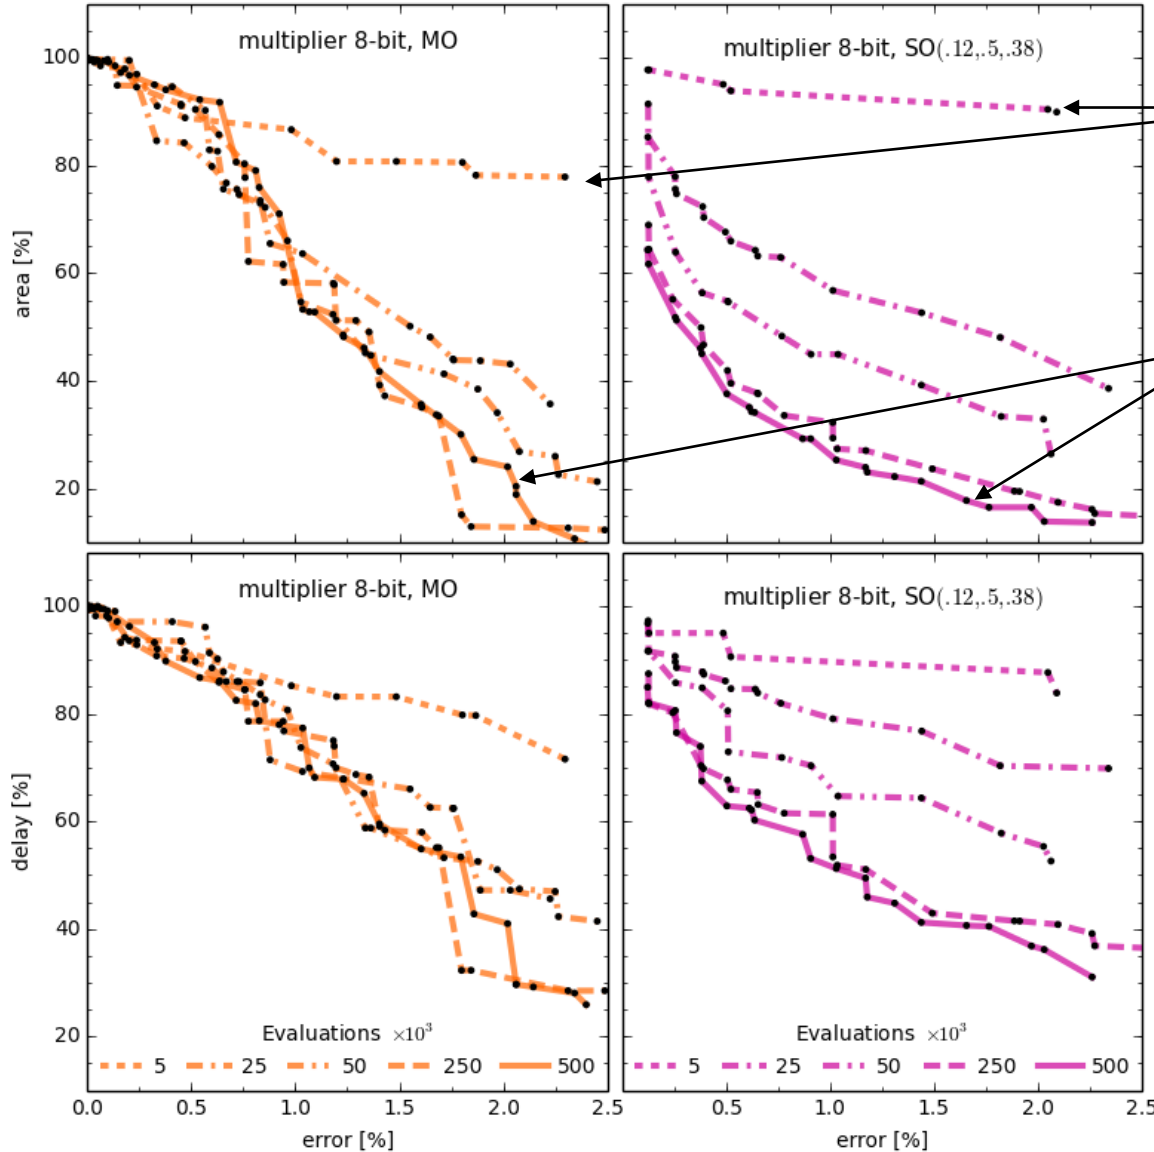 multiplier 8-bit, MO
multiplier 8-bit, SO(.12,.5,.38)
100
80
60
40
20
area [%]
multiplier 8-bit, MO
multiplier 8-bit, SO(.12,.5,.38)
100
80
60
40
20
delay [%]
Evaluations ×10³
5 25 50 250 500
Evaluations ×10³
5 25 50 250 500
0.0 0.5 1.0 1.5 2.0 2.5
0.5 1.0 1.5 2.0 2.5
error [%]
error [%]